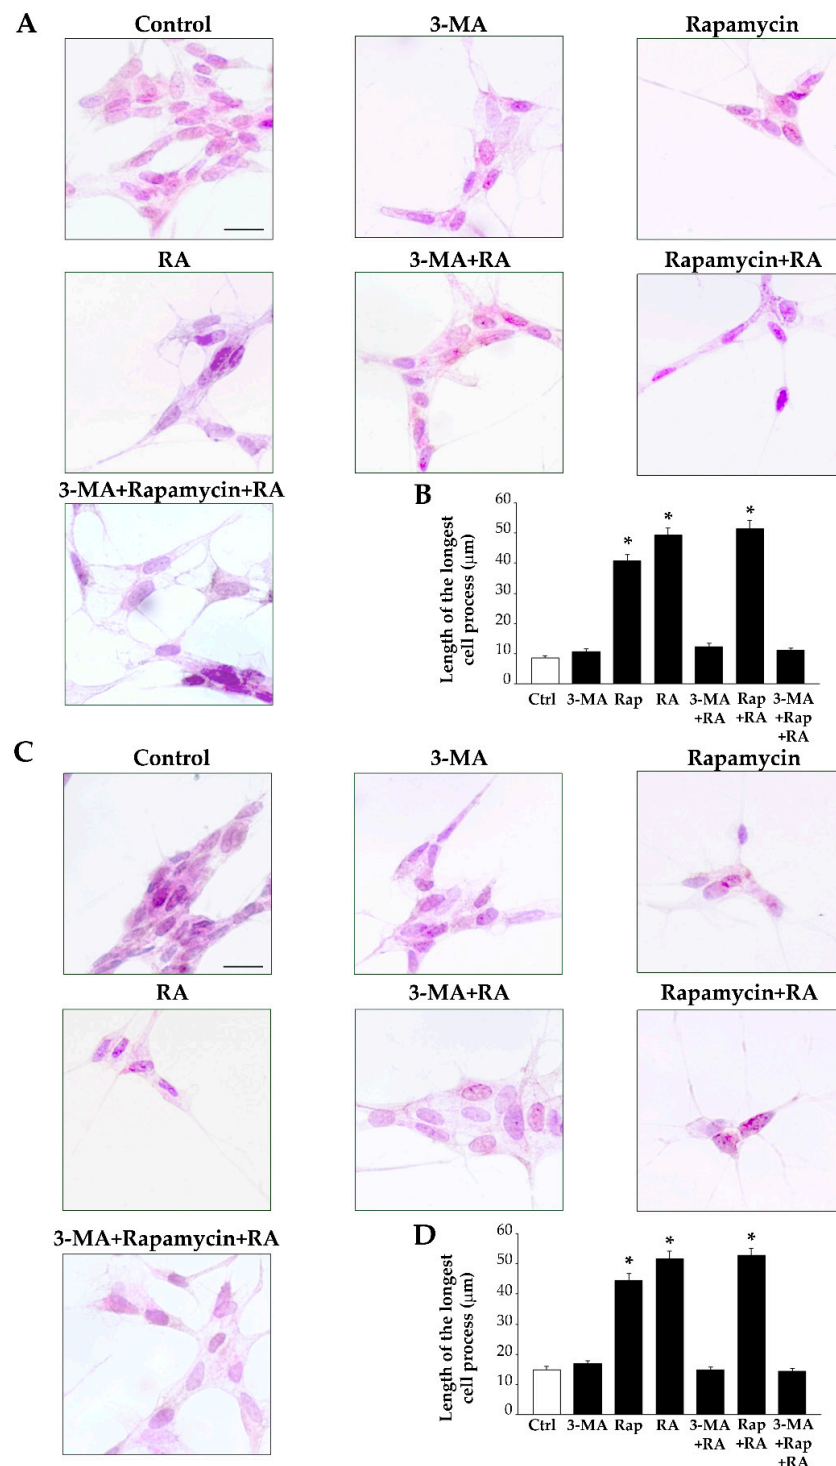 A
Control
3-MA
Rapamycin
RA
3-MA+RA
Rapamycin+RA
3-MA+Rapamycin+RA
B
Length of the longest
cell process (μm)
60
50
40
30
20
10
0
*
*
*
Ctrl
3-MA
Rap
RA
3-MA
+RA
Rap
+RA
3-MA
+Rap
+RA
C
Control
3-MA
Rapamycin
RA
3-MA+RA
Rapamycin+RA
3-MA+Rapamycin+RA
D
Length of the longest
cell process (μm)
60
50
40
30
20
10
0
*
*
*
Ctrl
3-MA
Rap
RA
3-MA
+RA
Rap
+RA
3-MA
+Rap
+RA